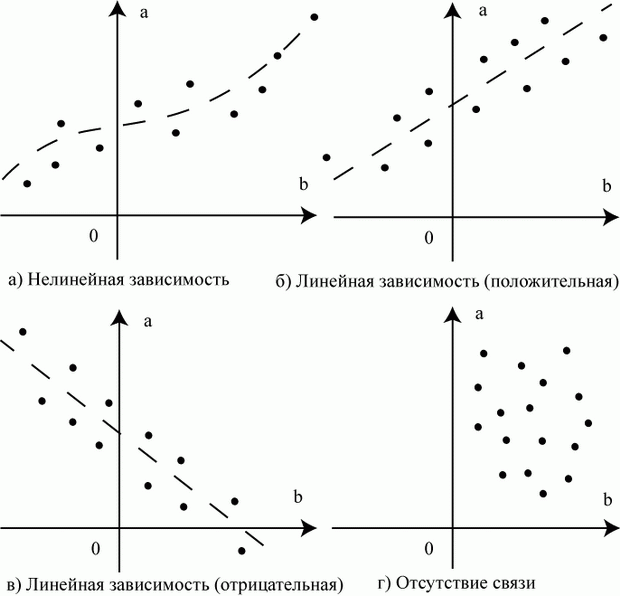 a
b
0
а) Нелинейная зависимость
a
b
0
б) Линейная зависимость (положительная)
a
b
0
в) Линейная зависимость (отрицательная)
a
b
0
г) Отсутствие связи